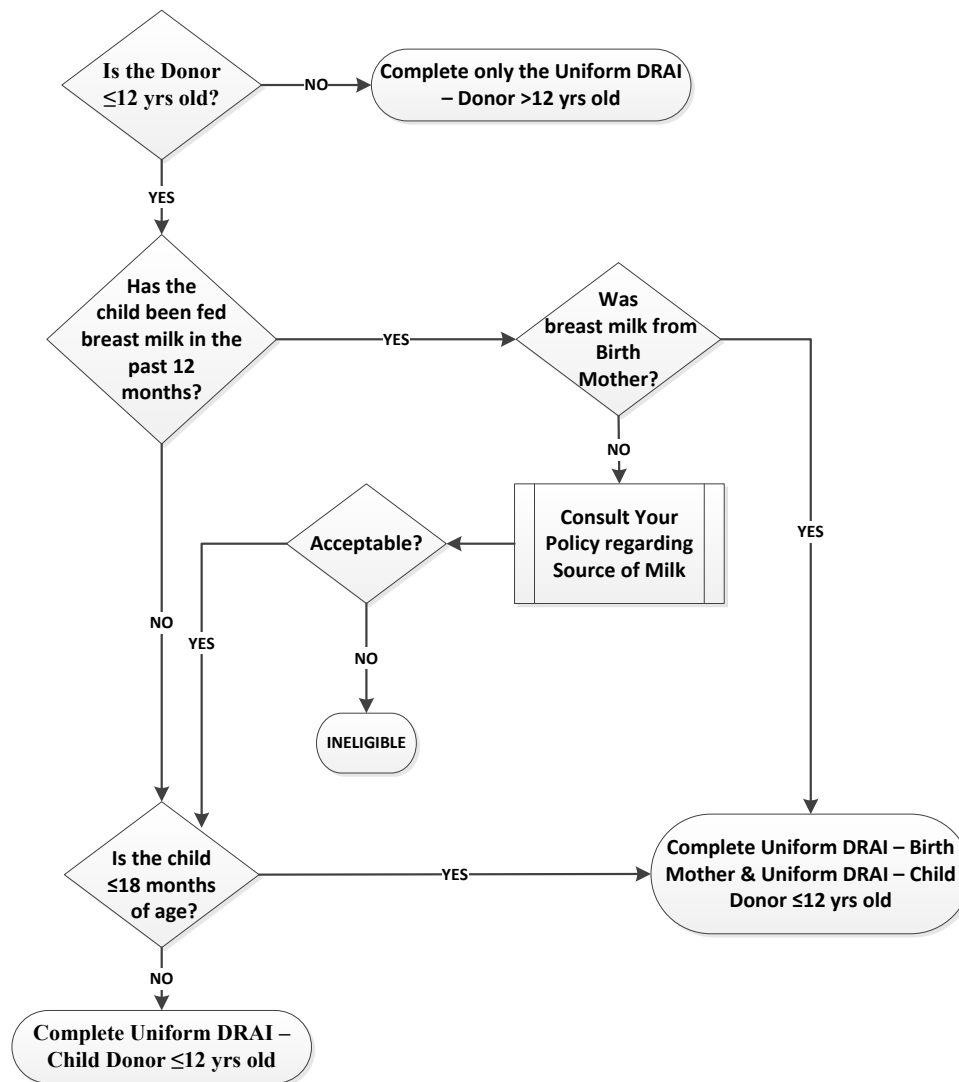 Is the Donor
≤12 yrs old?
NO
Complete only the Uniform DRAI
– Donor >12 yrs old
YES
Has the
child been fed
breast milk in the
past 12
months?
YES
Was
breast milk from
Birth
Mother?
NO
YES
Consult Your
Policy regarding
Source of Milk
Acceptable?
NO
YES
NO
INELIGIBLE
Is the child
≤18 months
of age?
YES
Complete Uniform DRAI – Birth
Mother & Uniform DRAI – Child
Donor ≤12 yrs old
NO
Complete Uniform DRAI –
Child Donor ≤12 yrs old